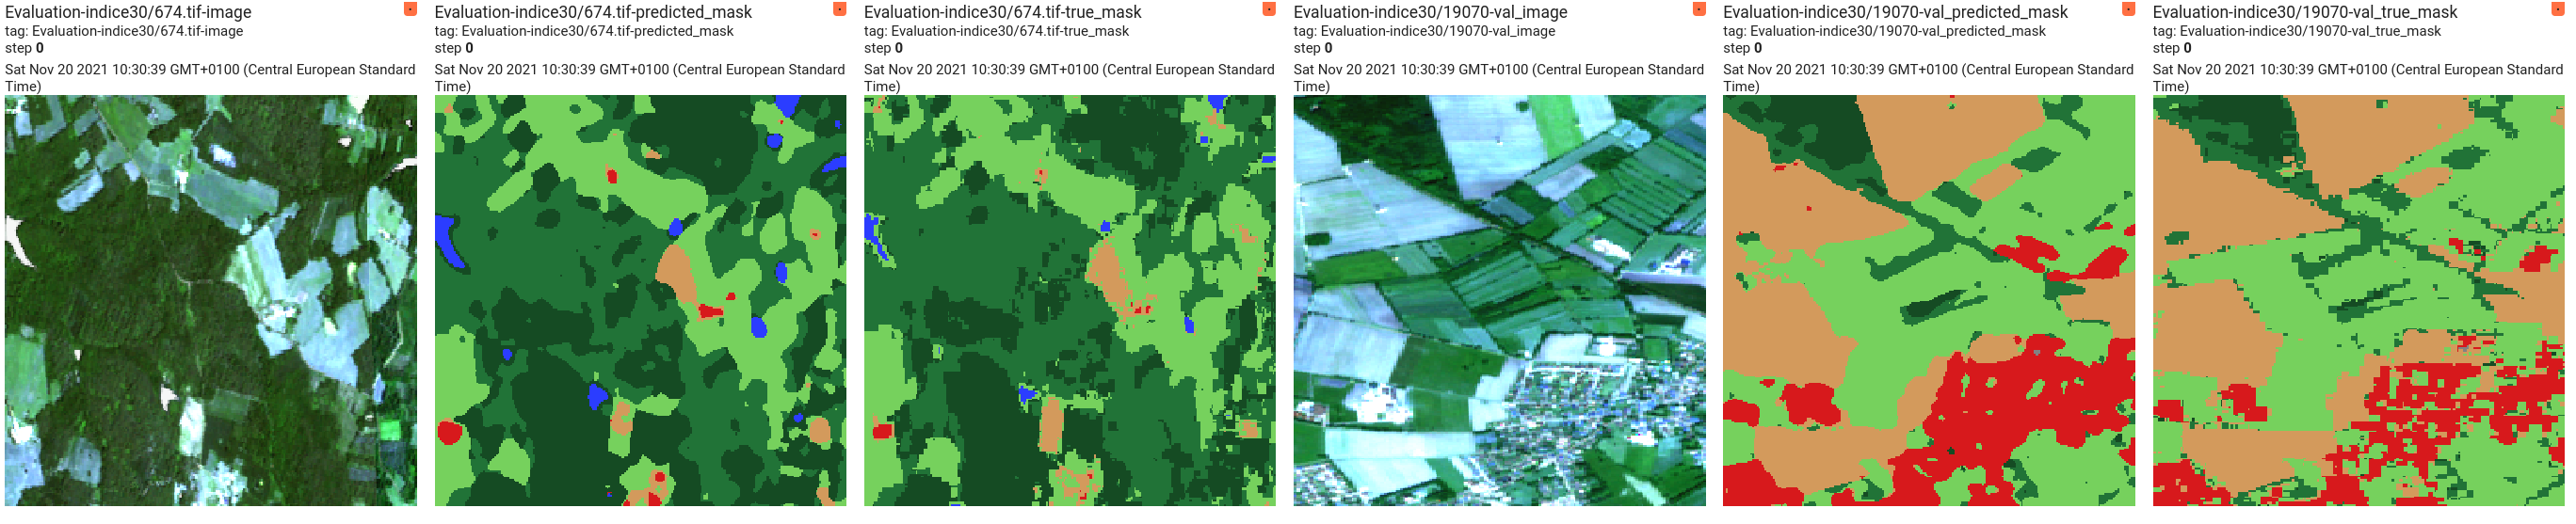 Evaluation-indice30/674.tif-image
tag: Evaluation-indice30/674.tif-image
step 0
Sat Nov 20 2021 10:30:39 GMT+0100 (Central European Standard
Time)
Evaluation-indice30/674.tif-predicted_mask
tag: Evaluation-indice30/674.tif-predicted_mask
step 0
Sat Nov 20 2021 10:30:39 GMT+0100 (Central European Standard
Time)
Evaluation-indice30/674.tif-true_mask
tag: Evaluation-indice30/674.tif-true_mask
step 0
Sat Nov 20 2021 10:30:39 GMT+0100 (Central European Standard
Time)
Evaluation-indice30/19070-val_image
tag: Evaluation-indice30/19070-val_image
step 0
Sat Nov 20 2021 10:30:39 GMT+0100 (Central European Standard
Time)
Evaluation-indice30/19070-val_predicted_mask
tag: Evaluation-indice30/19070-val_predicted_mask
step 0
Sat Nov 20 2021 10:30:39 GMT+0100 (Central European Standard
Time)
Evaluation-indice30/19070-val_true_mask
tag: Evaluation-indice30/19070-val_true_mask
step 0
Sat Nov 20 2021 10:30:39 GMT+0100 (Central European Standard
Time)